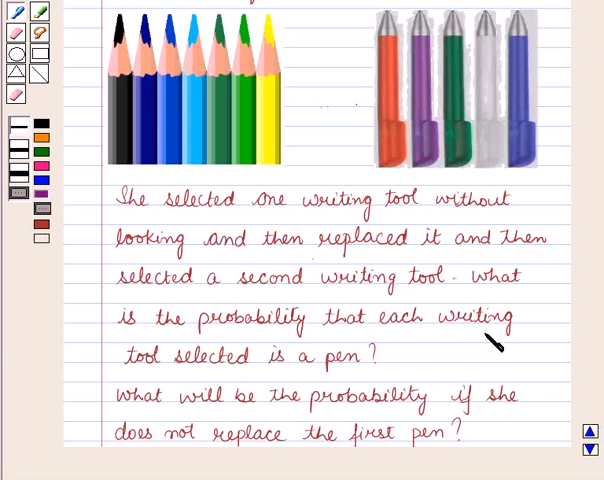 She selected one writing tool without
looking and then replaced it and then
selected a second writing tool. What
is the probability that each writing
tool selected is a pen?
What will be the probability if she
does not replace the first pen?